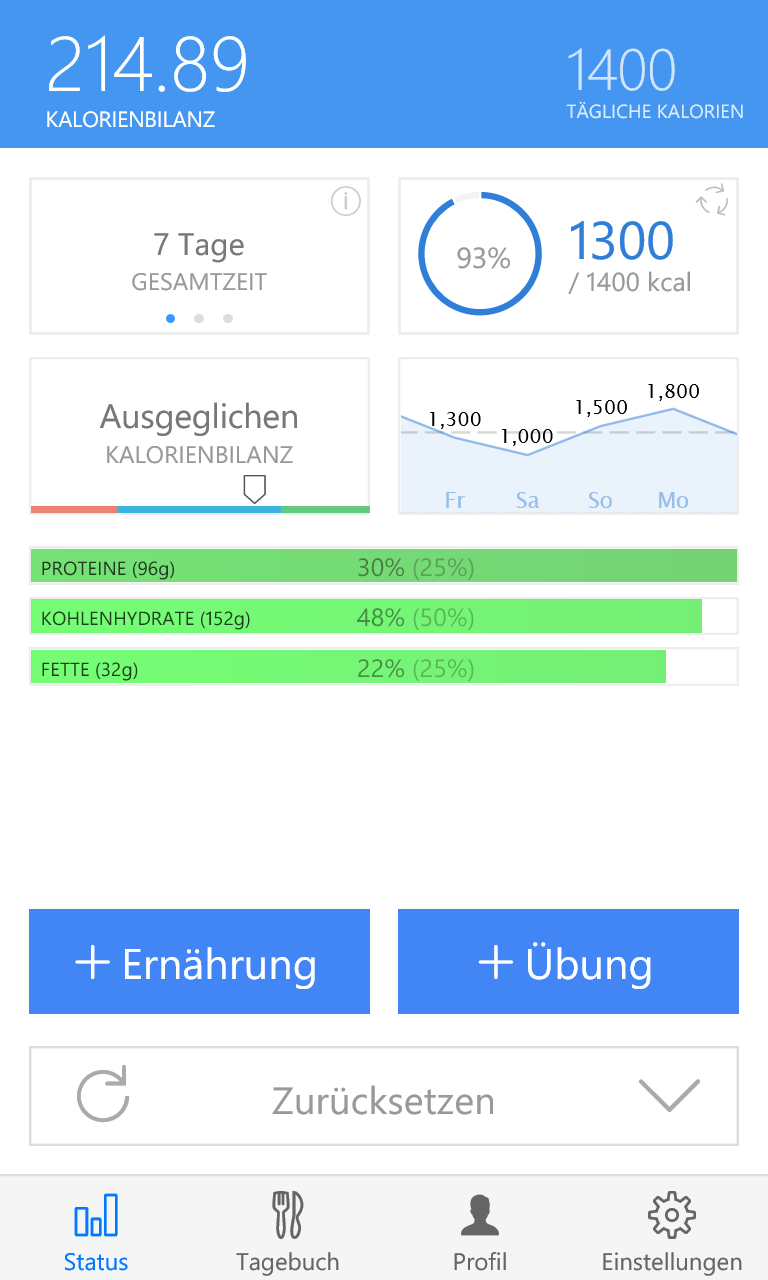 214.89
KALORIENBILANZ
1400
TÄGLICHE KALORIEN
7 Tage
GESAMTZEIT
93%
1300
/ 1400 kcal
Ausgeglichen
KALORIENBILANZ
1,300
1,000
1,500
1,800
Fr Sa So Mo
PROTEINE (96g) 30% (25%)
KOHLENHYDRATE (152g) 48% (50%)
FETTE (32g) 22% (25%)
+ Ernährung
+ Übung
Zurücksetzen
Status Tagebuch Profil Einstellungen